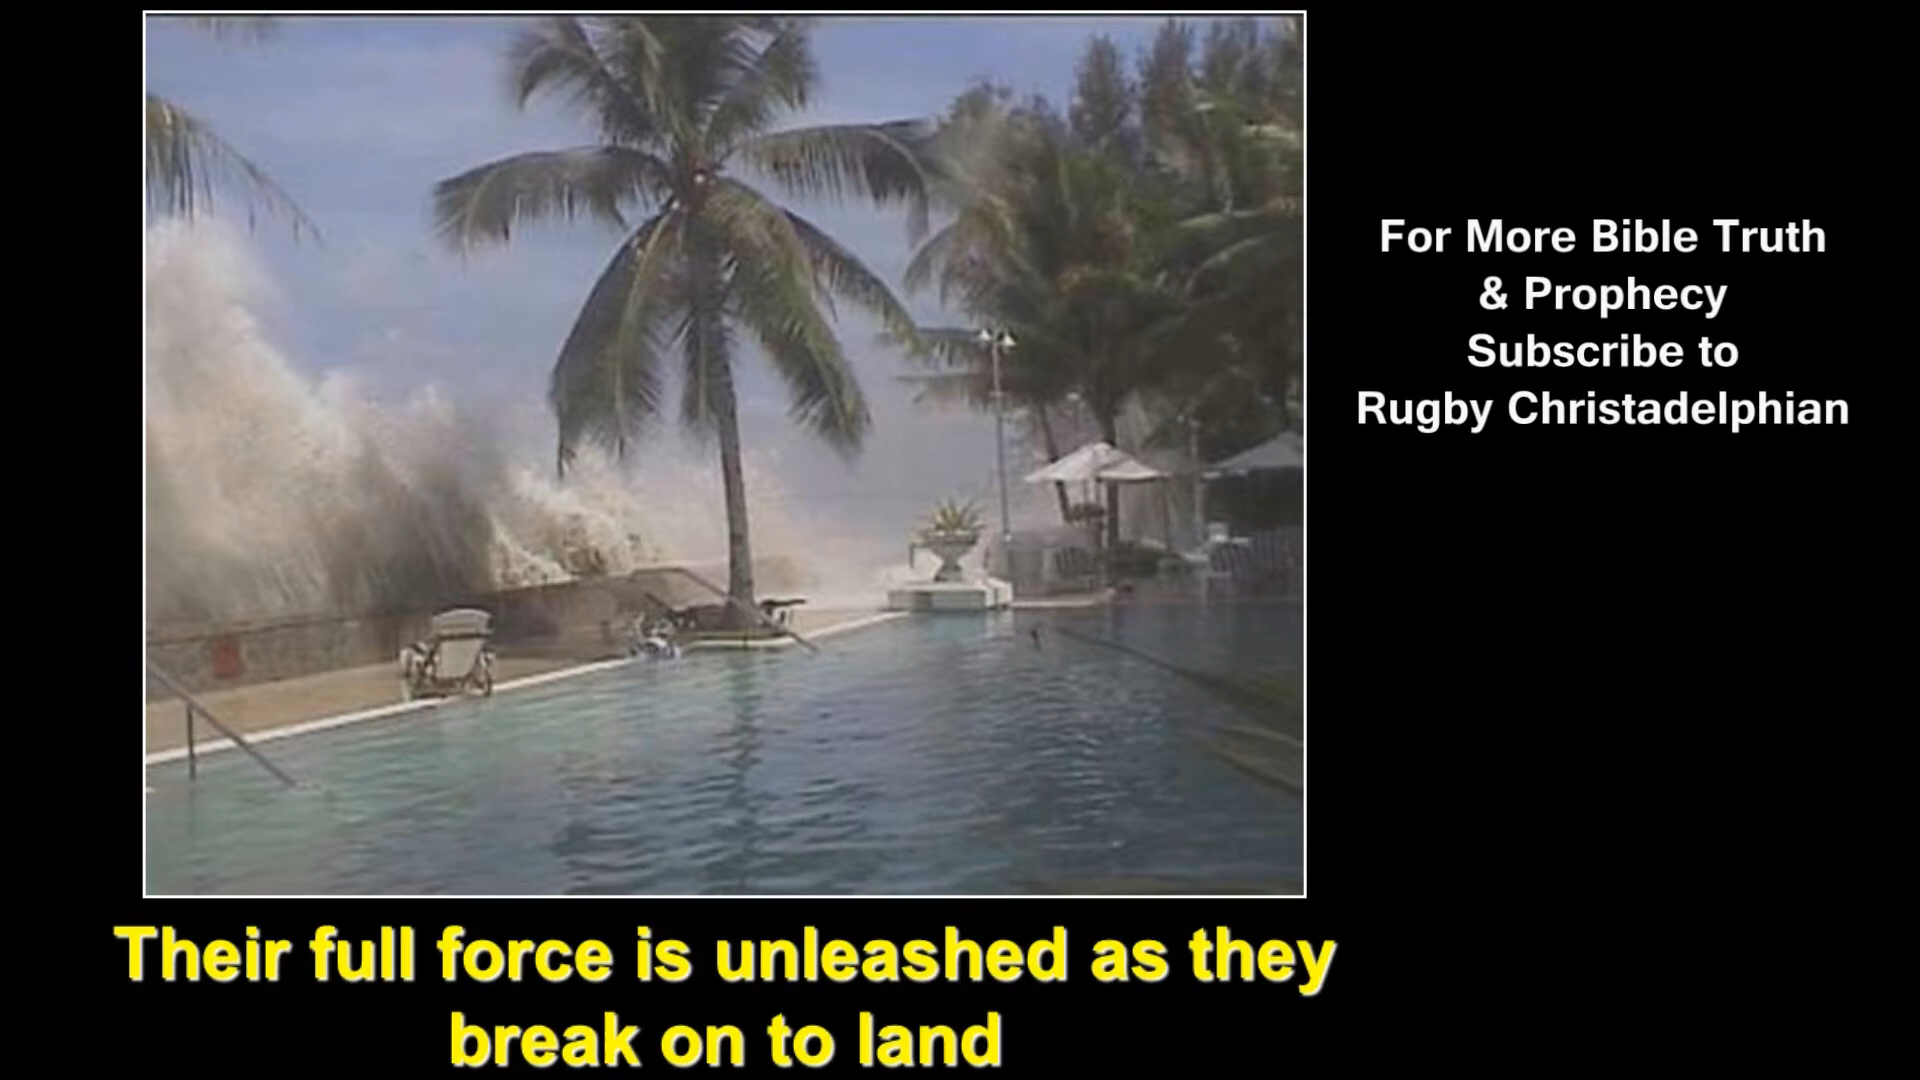 For More Bible Truth
& Prophecy
Subscribe to
Rugby Christadelphian
Their full force is unleashed as they
break on to land